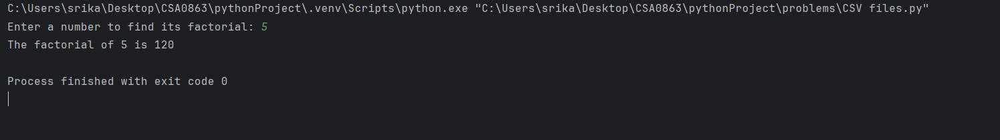 C:\Users\srika\Desktop\CSA0863\pythonProject\.venv\Scripts\python.exe "C:\Users\srika\Desktop\CSA0863\pythonProject\problems\CSV files.py"
Enter a number to find its factorial: 5
The factorial of 5 is 120
Process finished with exit code 0